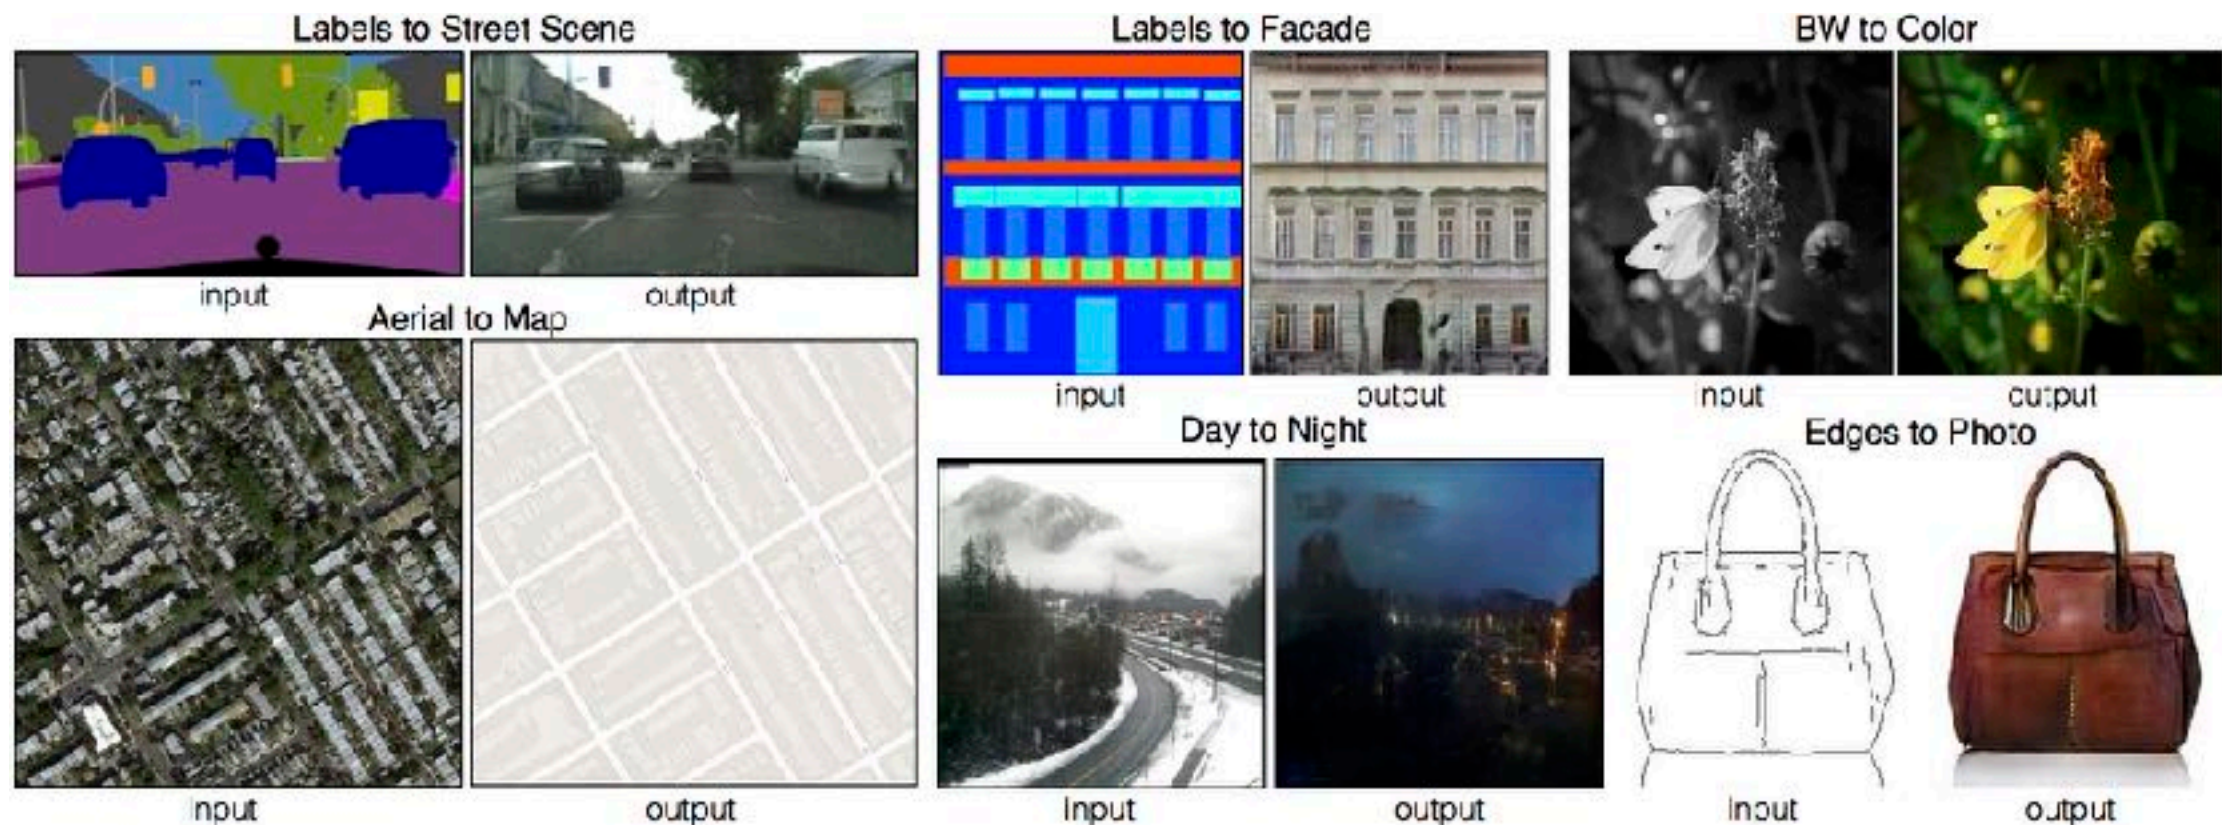 Labels to Street Scene
input
output
Aerial to Map
input
output
Labels to Facade
input
output
BW to Color
input
output
Day to Night
input
output
Edges to Photo
input
output